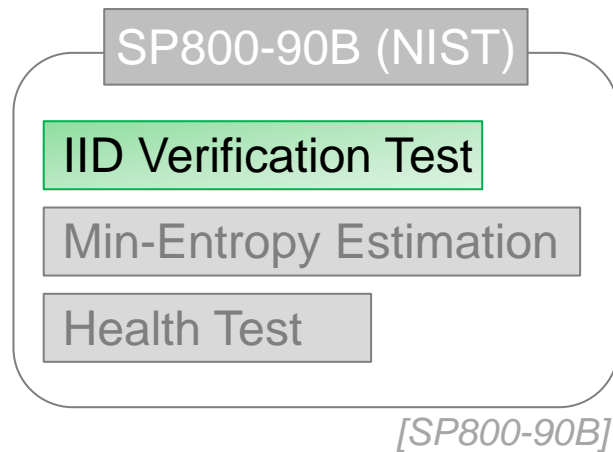 SP800-90B (NIST)
IID Verification Test
Min-Entropy Estimation
Health Test
[SP800-90B]